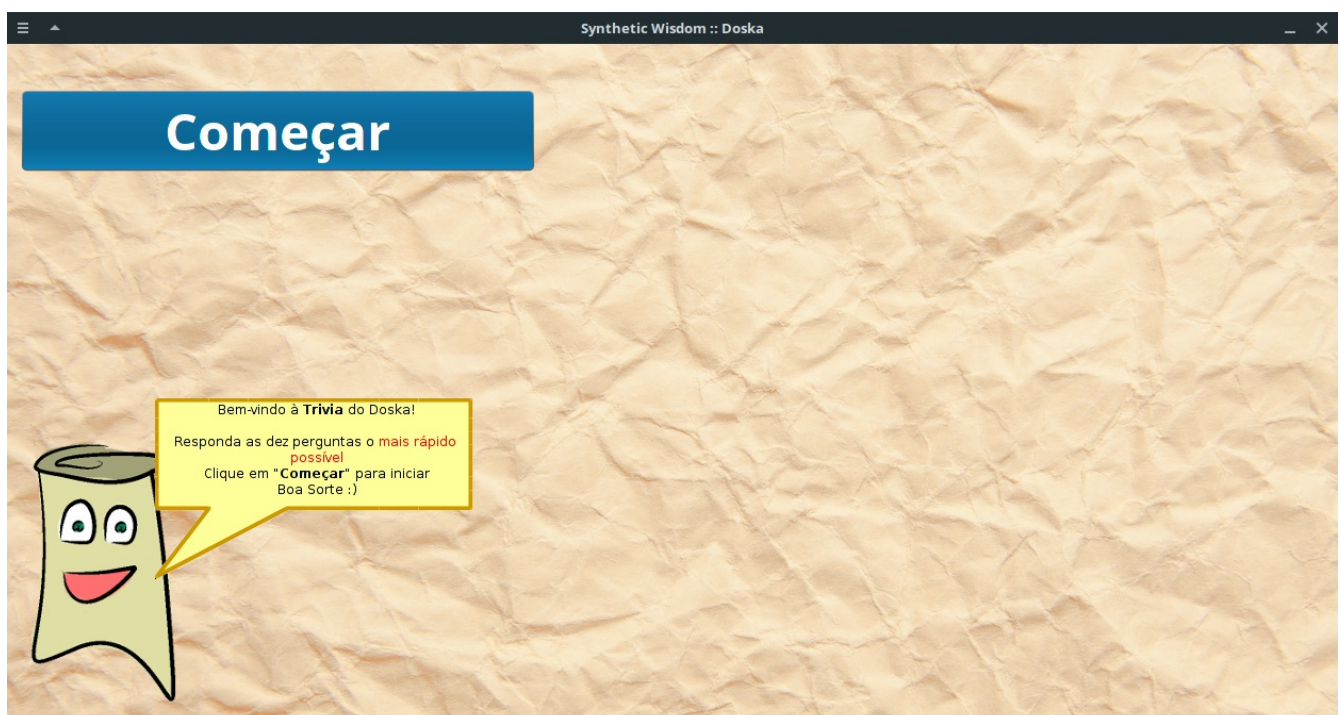 Synthetic Wisdom :: Doska
Começar
Bem-vindo à Trivia do Doska!
Responda as dez perguntas o mais rápido
possível
Clique em "Começar" para iniciar
Boa Sorte :)